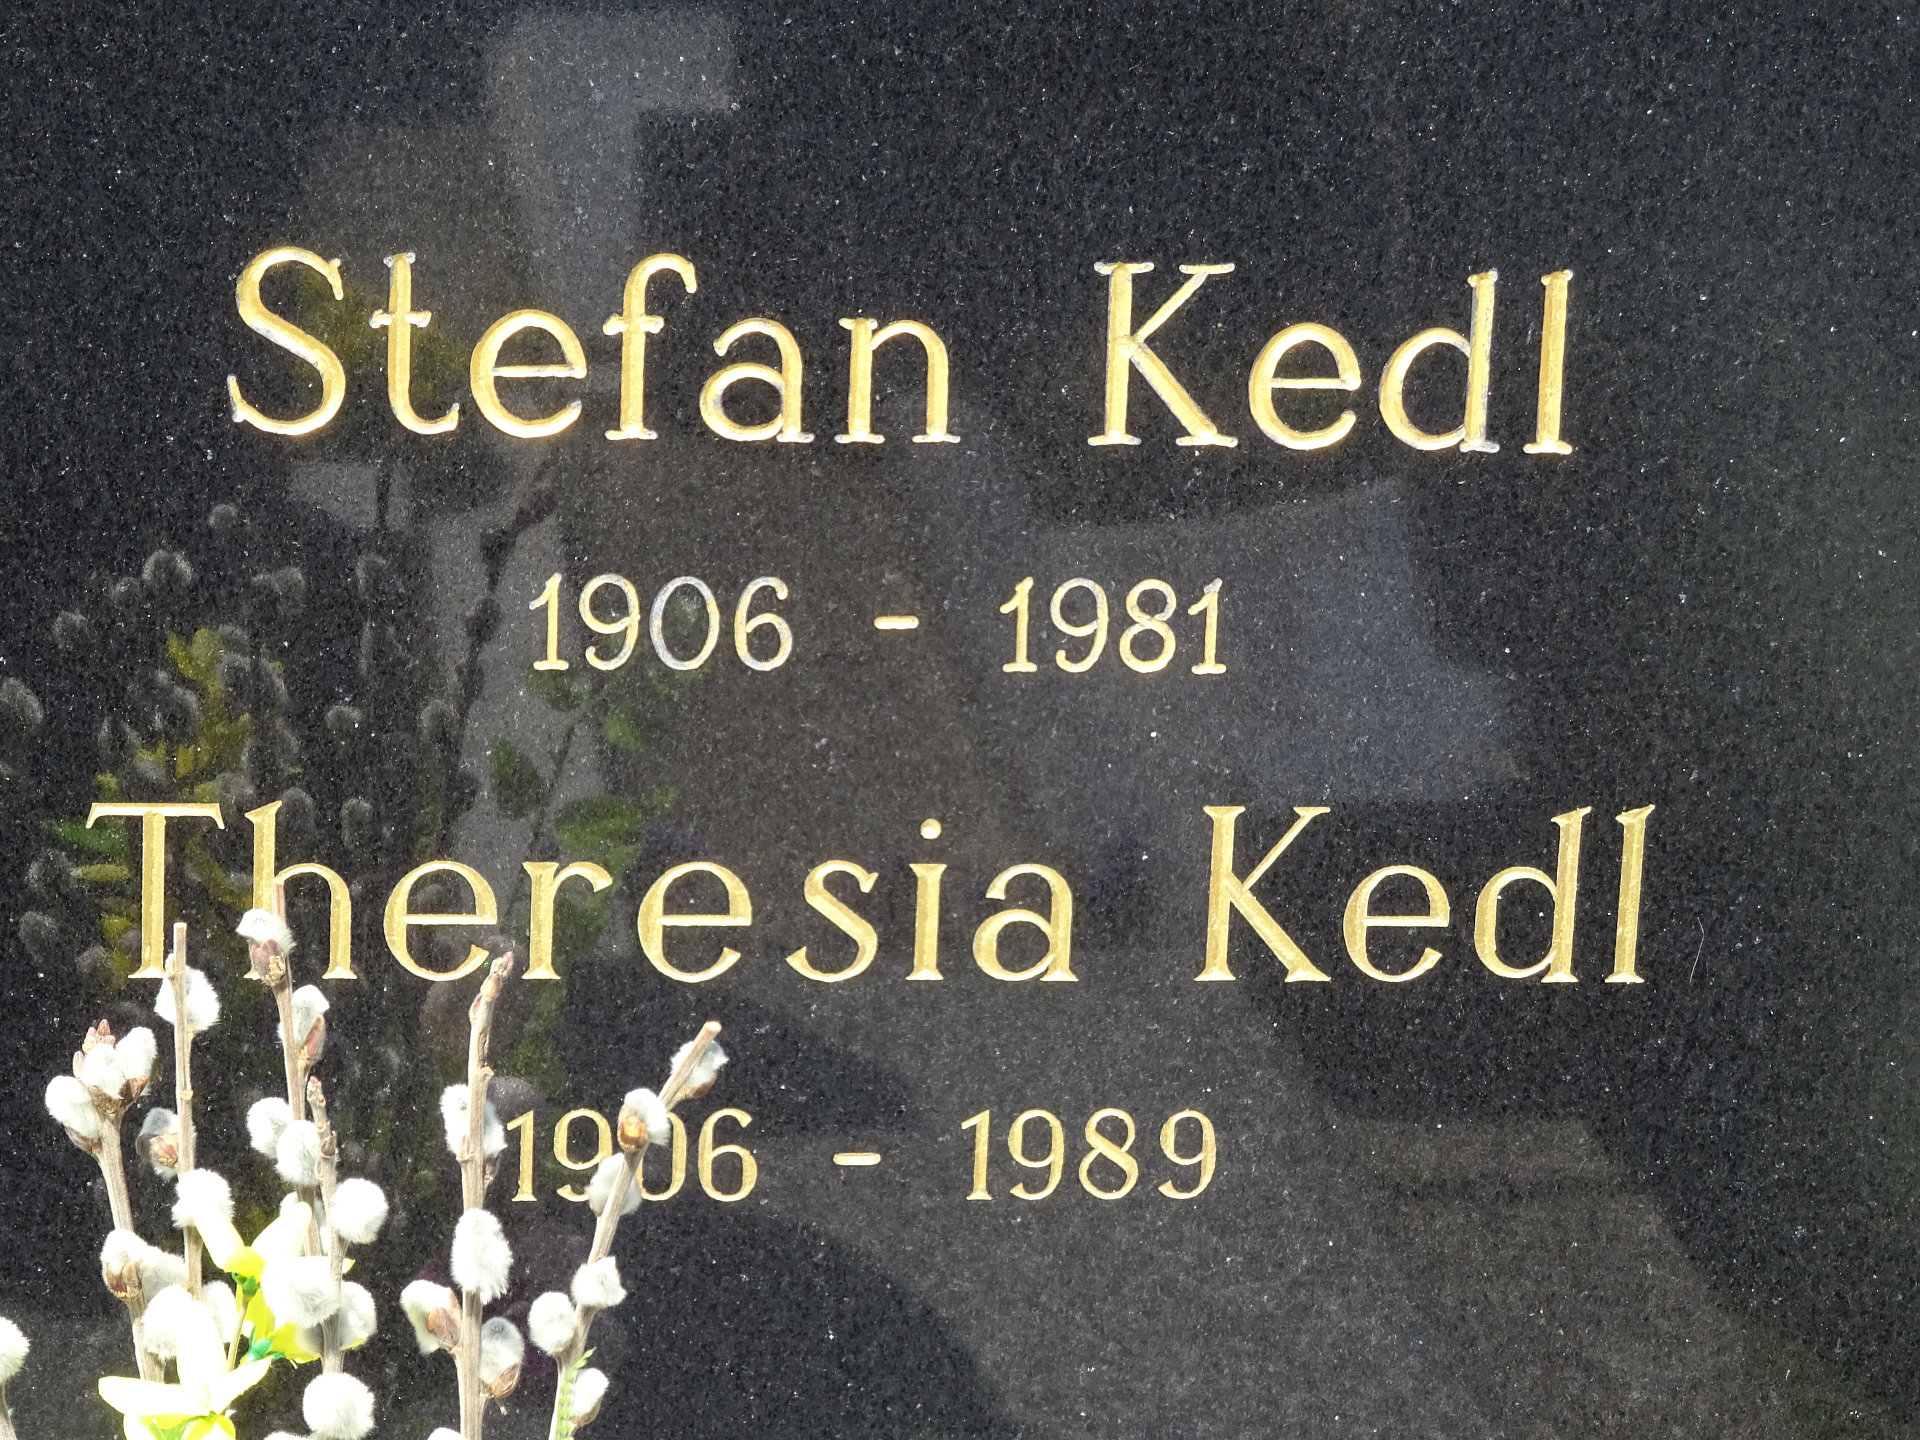 Stefan Kedl
1906 - 1981
Theresia Kedl
1906 - 1989